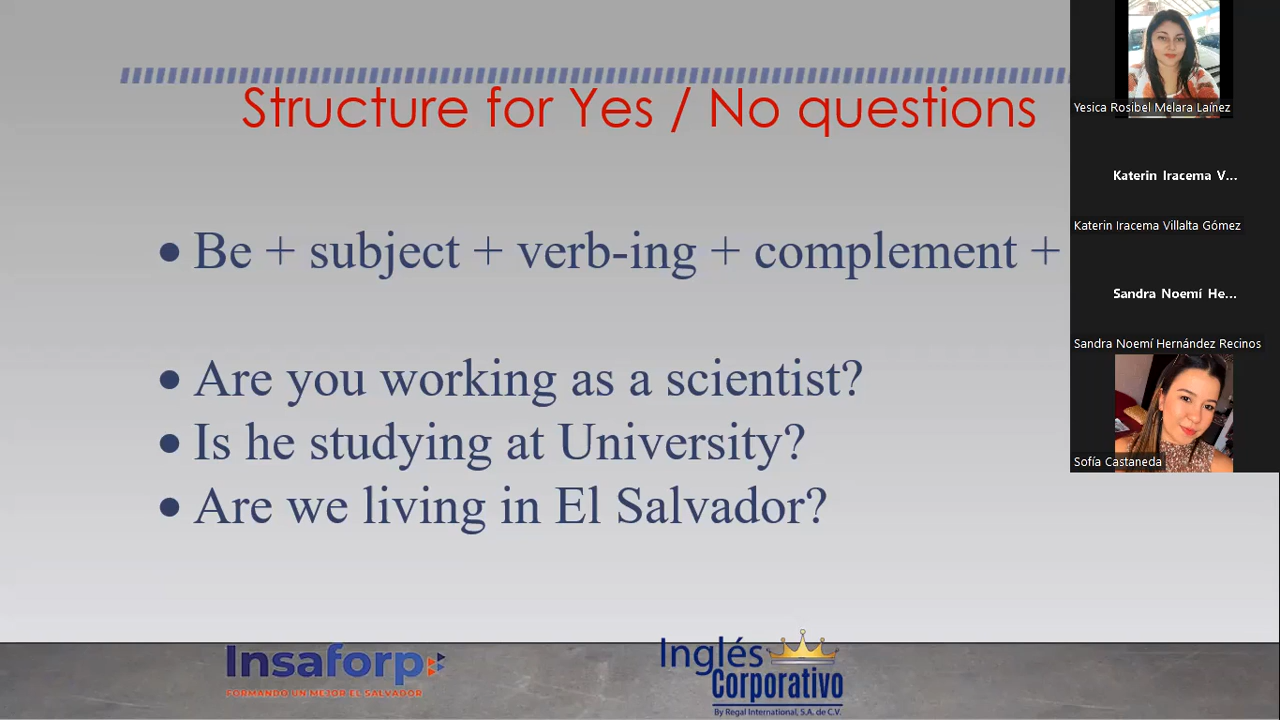 Structure for Yes / No questions
• Be + subject + verb-ing + complement +
• Are you working as a scientist?
• Is he studying at University?
• Are we living in El Salvador?
Insaforp
FORMANDO UN MEJOR EL SALVADOR
Inglés
Corporativo
By Regal International, S.A. de C.V.
Yesica Rosibel Melara Laínez
Katerin Iracema V...
Katerin Iracema Villalta Gómez
Sandra Noemí He...
Sandra Noemí Hernández Recinos
Sofía Castaneda